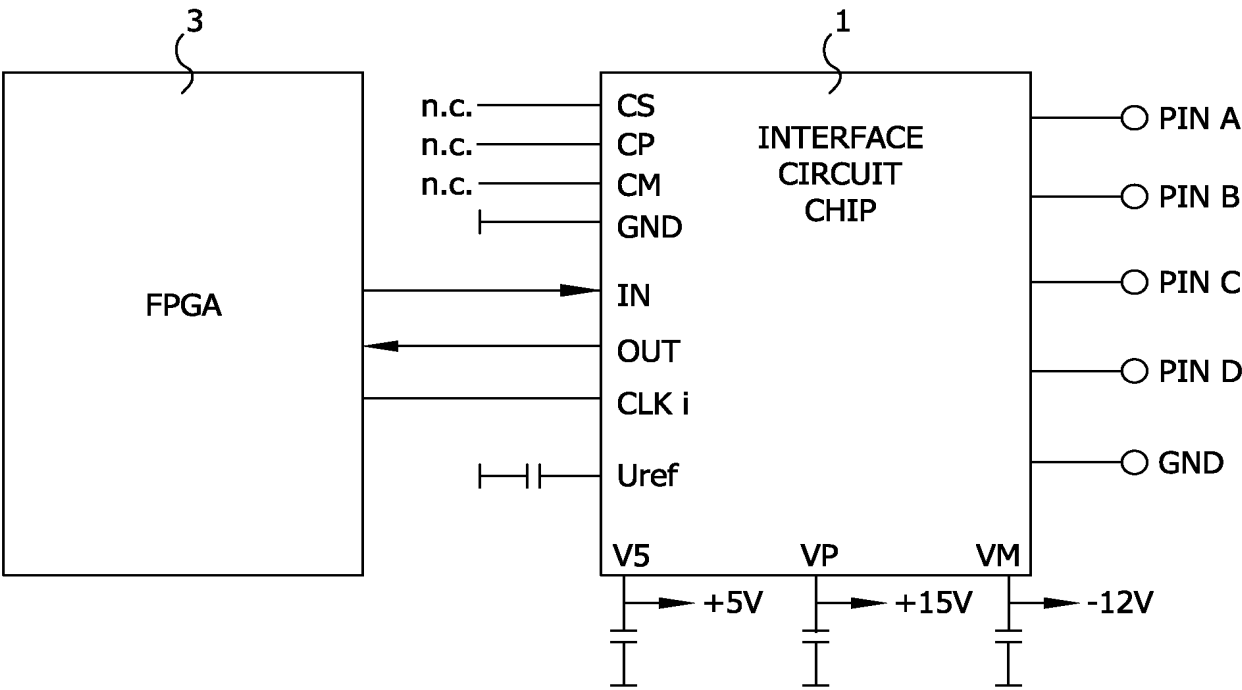 3
1
n.c.
CS
n.c.
CP
n.c.
CM
GND
INTERFACE
CIRCUIT
CHIP
FPGA
IN
OUT
CLK i
Uref
V5
VP
VM
+5V
+15V
-12V
PIN A
PIN B
PIN C
PIN D
GND